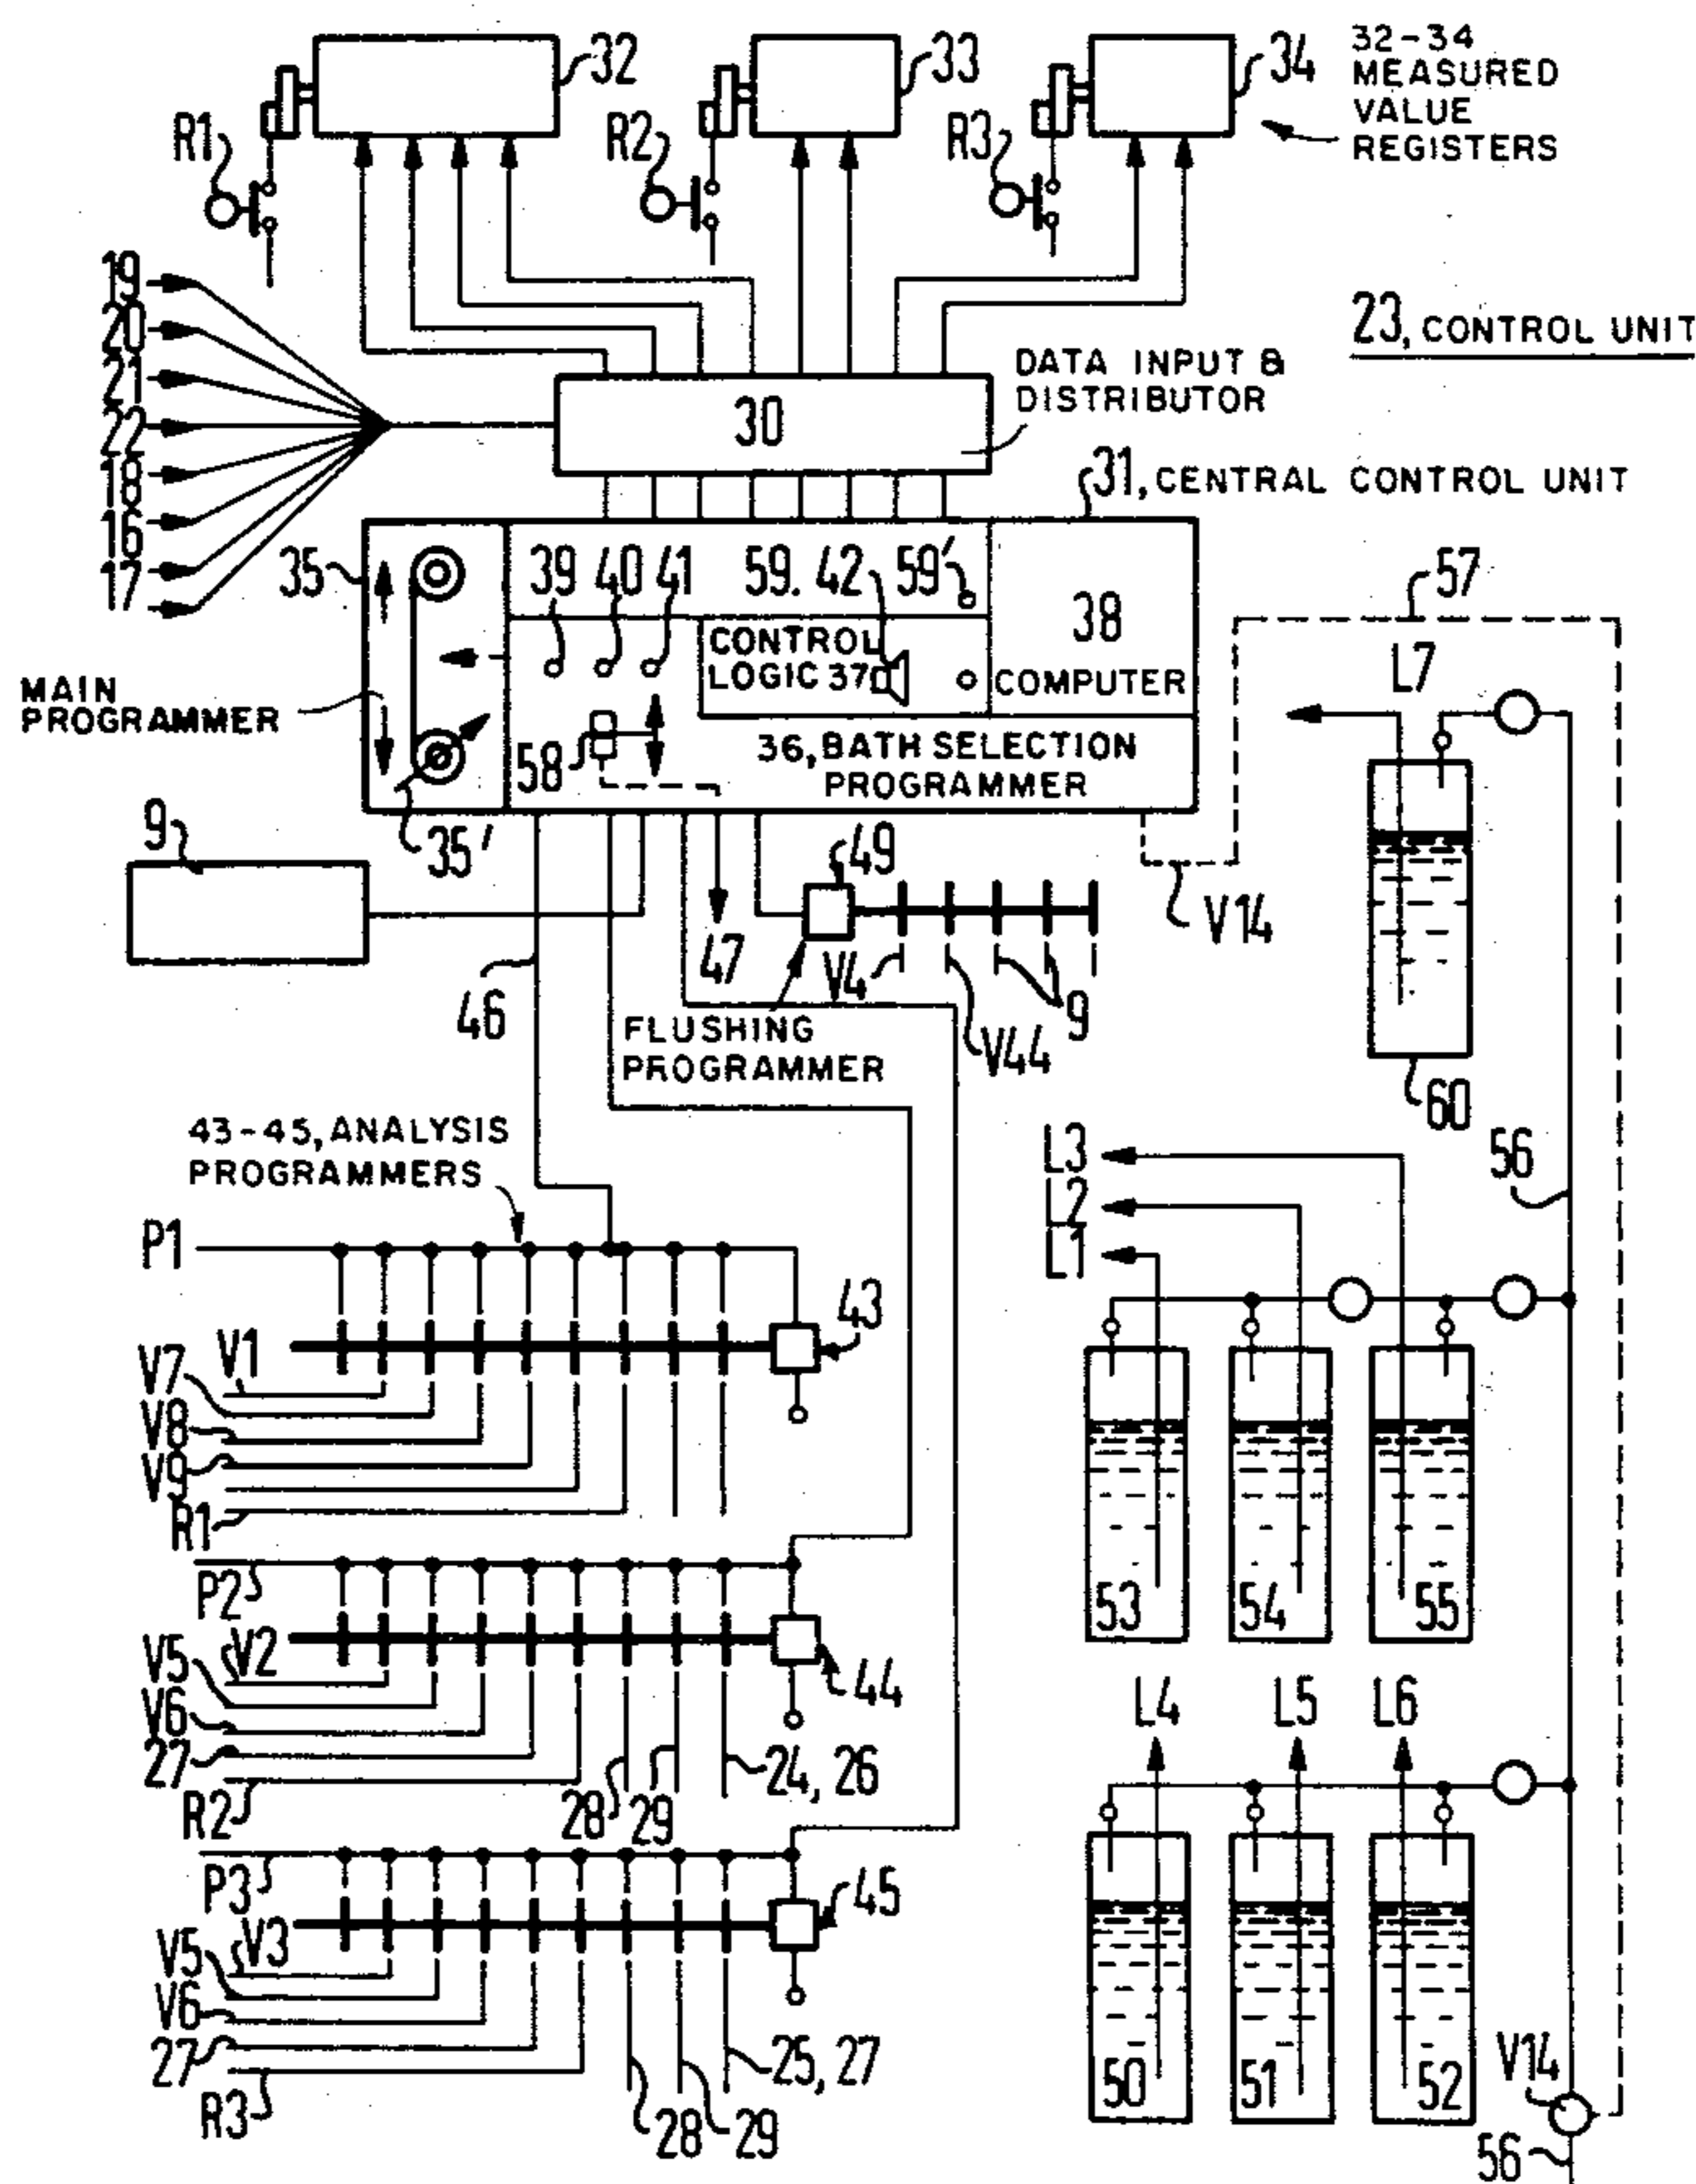 32
33
34
32-34
MEASURED
VALUE
REGISTERS
R1
R2
R3
19
20
21
22
18
16
17
23, CONTROL UNIT
DATA INPUT &
DISTRIBUTOR
30
31, CENTRAL CONTROL UNIT
35
39
40
41
59.
42
59'
38
COMPUTER
CONTROL
LOGIC 37
57
L7
MAIN
PROGRAMMER
58
36, BATH SELECTION
PROGRAMMER
35'
9
49
V14
47
V4
9
V44
46
FLUSHING
PROGRAMMER
60
43-45, ANALYSIS
PROGRAMMERS
L3
L2
L1
56
P1
43
V1
V7
V8
V9
R1
53
54
55
P2
V2
V5
V6
27
R2
44
28
29
24, 26
L4
L5
L6
P3
45
V3
V5
V6
27
R3
28
29
25, 27
50
51
52
V14
56